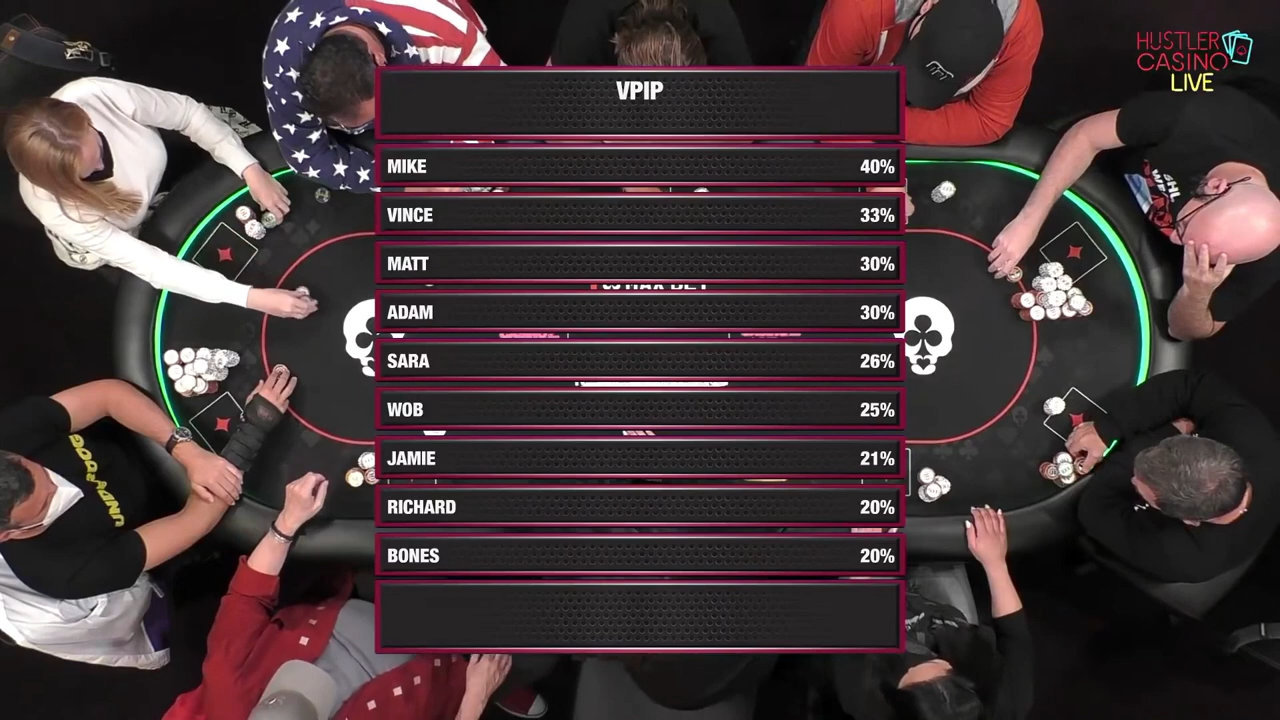 HUSTLER
CASINO
LIVE
VPIP
MIKE 40%
VINCE 33%
MATT 30%
ADAM 30%
SARA 26%
WOB 25%
JAMIE 21%
RICHARD 20%
BONES 20%